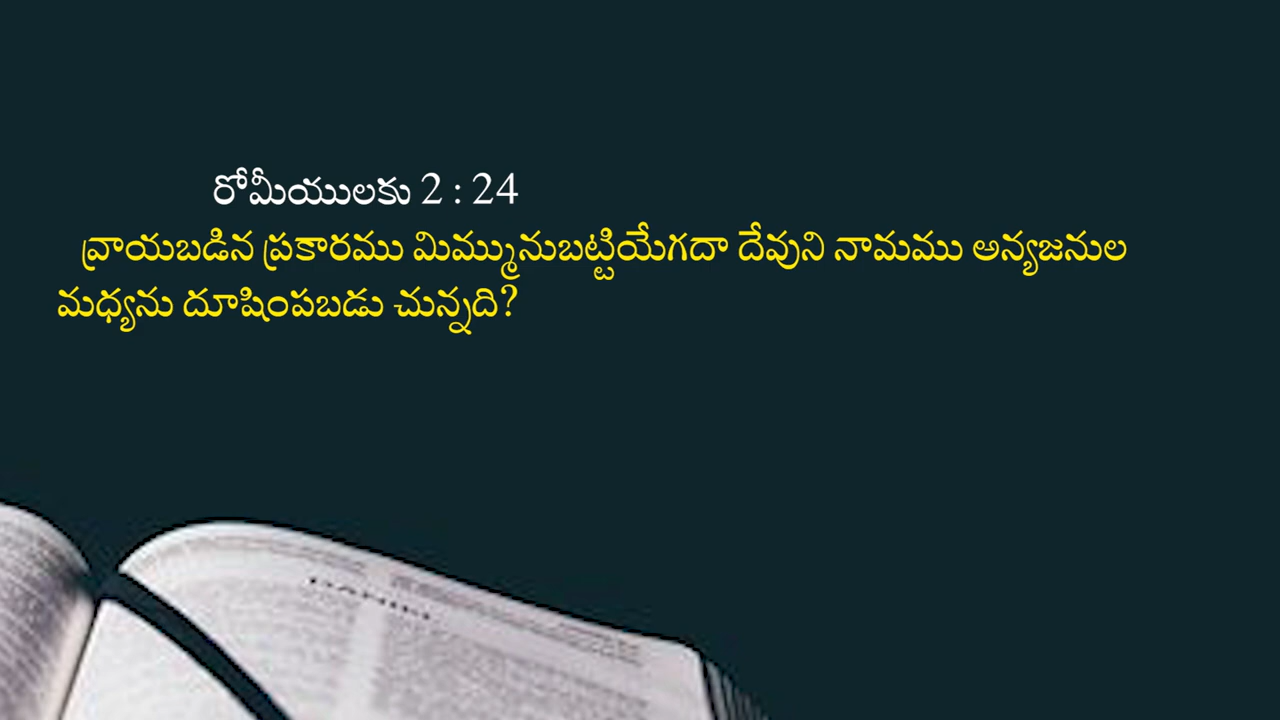 రోమీయులకు 2 : 24
వ్రాయబడిన ప్రకారము మిమ్మునుబట్టియేగదా దేవుని నామము అన్యజనుల
మధ్యను దూషింపబడు చున్నది?